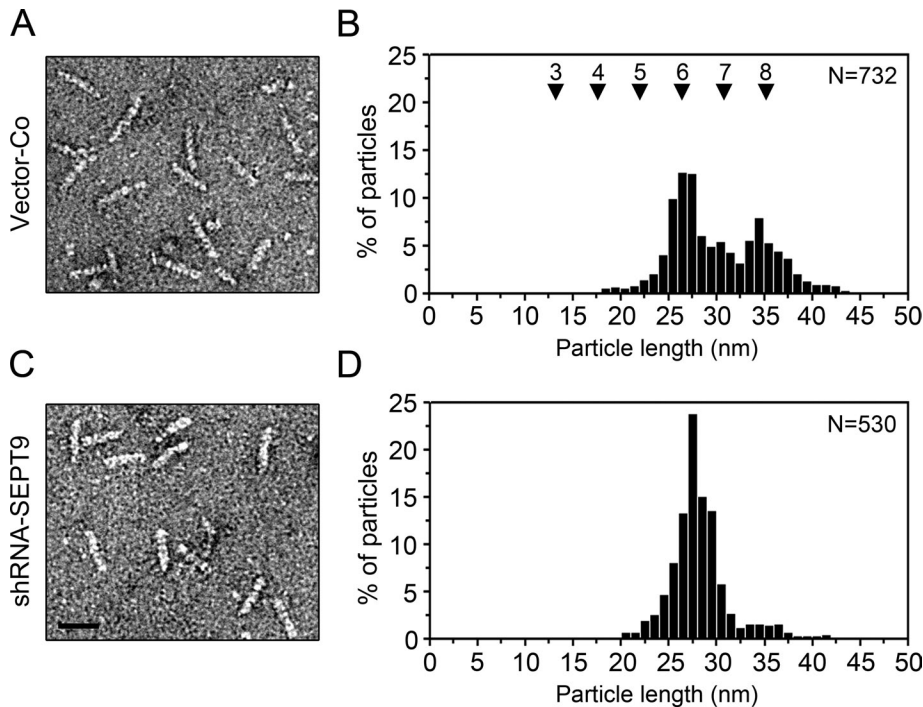 A
Vector-Co
B
25
20
15
10
5
0
% of particles
3 4 5 6 7 8
N=732
0 5 10 15 20 25 30 35 40 45 50
Particle length (nm)
C
shRNA-SEPT9
D
25
20
15
10
5
0
% of particles
N=530
0 5 10 15 20 25 30 35 40 45 50
Particle length (nm)